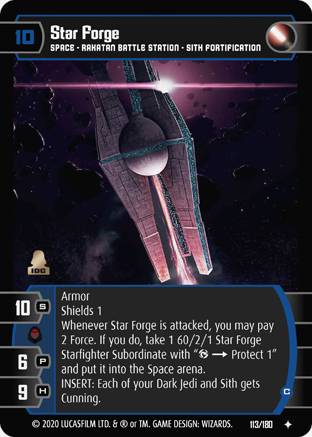 10
Star Forge
SPACE - RAKATAN BATTLE STATION - SITH FORTIFICATION
IDC
10 S
6 P
9 H
Armor
Shields 1
Whenever Star Forge is attacked, you may pay
2 Force. If you do, take 1 60/2/1 Star Forge
Starfighter Subordinate with “ → Protect 1”
and put it into the Space arena.
INSERT: Each of your Dark Jedi and Sith gets
Cunning.
C
© 2020 LUCASFILM LTD. & ® or TM. GAME DESIGN: WIZARDS.
113/180